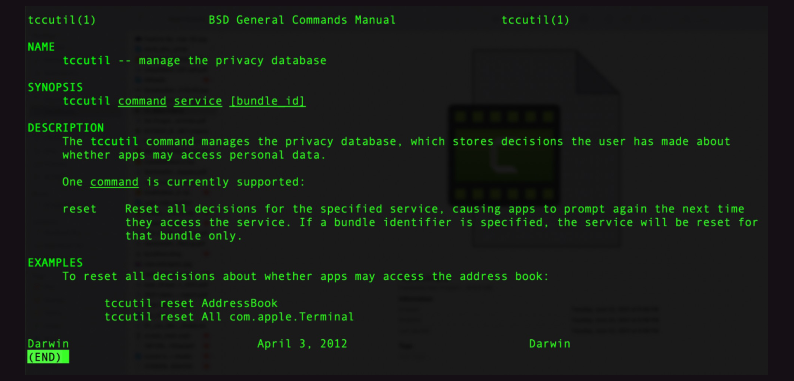 tccutil(1) BSD General Commands Manual tccutil(1)
NAME
tccutil -- manage the privacy database
SYNOPSIS
tccutil command service [bundle_id]
DESCRIPTION
The tccutil command manages the privacy database, which stores decisions the user has made about
whether apps may access personal data.
One command is currently supported:
reset Reset all decisions for the specified service, causing apps to prompt again the next time
they access the service. If a bundle identifier is specified, the service will be reset for
that bundle only.
EXAMPLES
To reset all decisions about whether apps may access the address book:
tccutil reset AddressBook
tccutil reset All com.apple.Terminal
Darwin April 3, 2012 Darwin
(END)